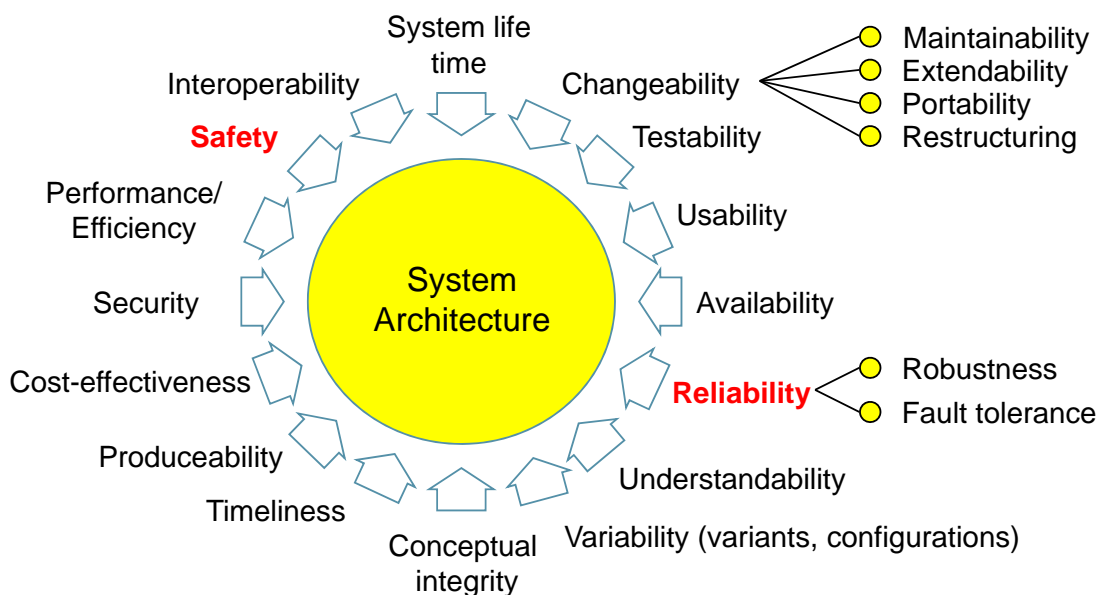 System life
time
Interoperability
Changeability
Maintainability
Extendability
Portability
Restructuring
Safety
Testability
Performance/
Efficiency
Usability
Security
System
Architecture
Availability
Cost-effectiveness
Reliability
Robustness
Fault tolerance
Produceability
Understandability
Timeliness
Conceptual
integrity
Variability (variants, configurations)